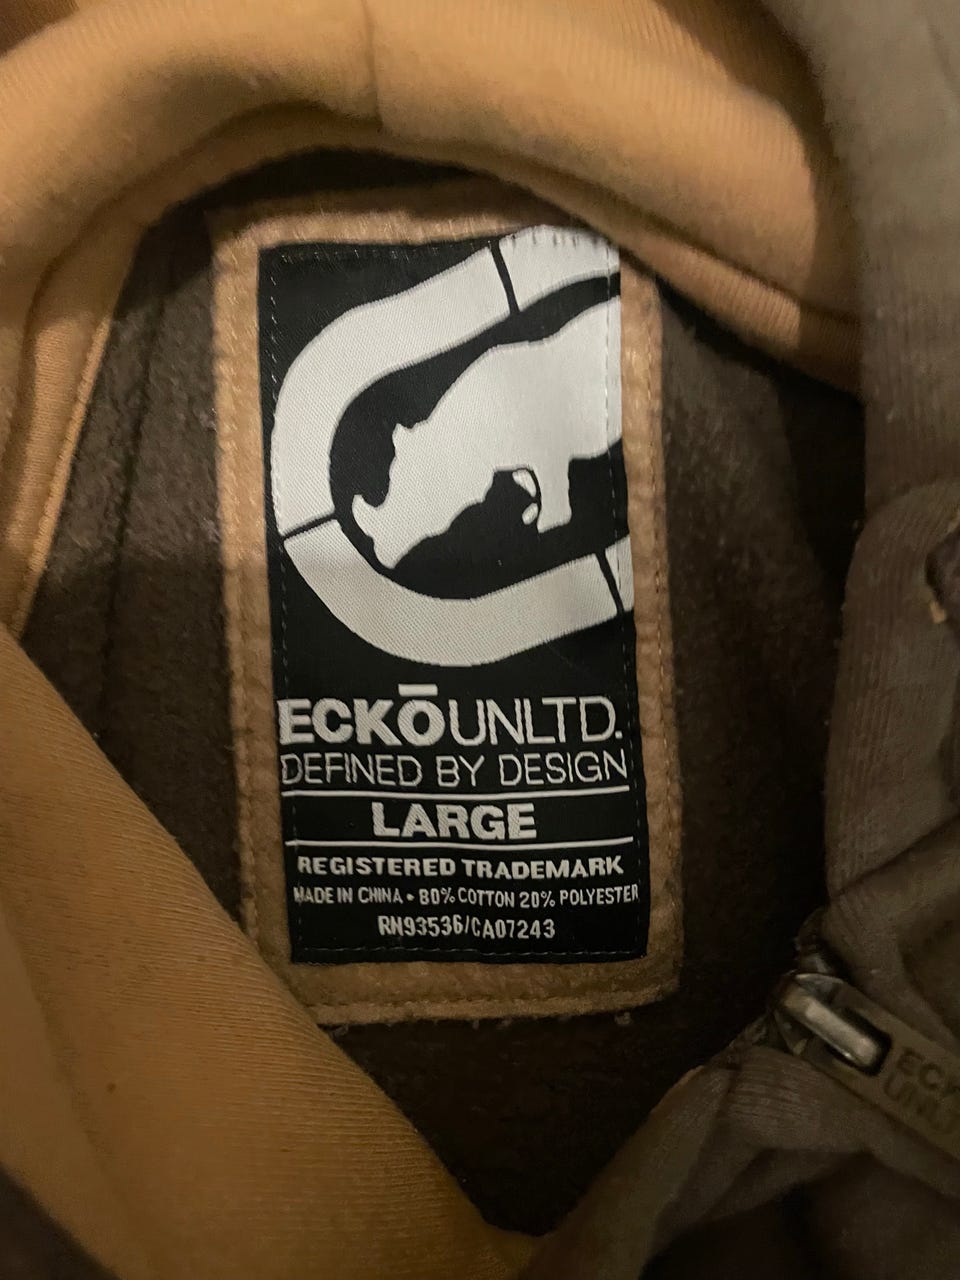 ECKŌUNLTD.
DEFINED BY DESIGN
LARGE
REGISTERED TRADEMARK
MADE IN CHINA • 80% COTTON 20% POLYESTER
RN93536/CA07243